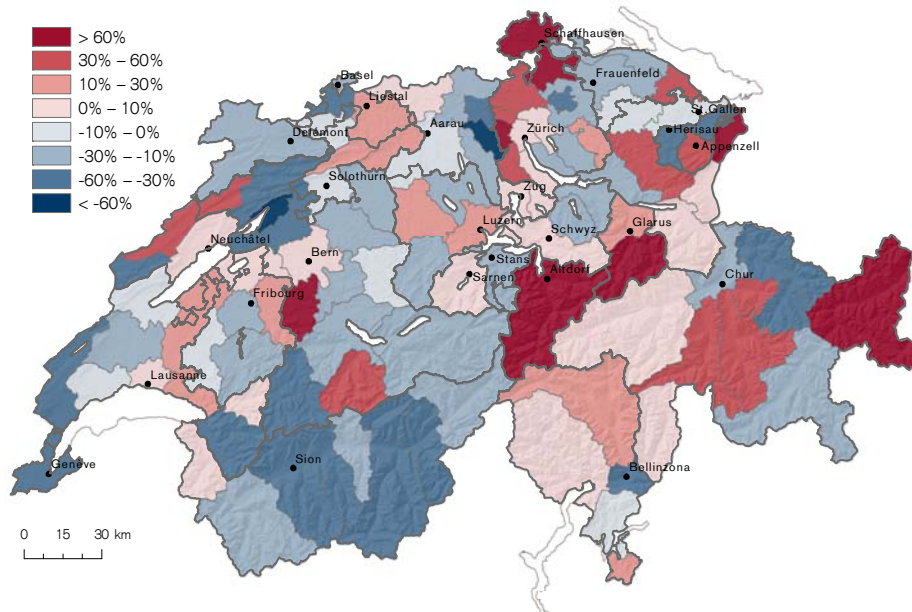 > 60%
30% – 60%
10% – 30%
0% – 10%
-10% – 0%
-30% – -10%
-60% – -30%
< -60%
Schaffhausen
Basel
Liestal
Frauenfeld
Delémont
Aarau
Zürich
St.Gallen
Herisau
Appenzell
Solothurn
Zug
Luzern
Schwyz
Glarus
Neuchâtel
Bern
Stans
Sarnen
Altdorf
Chur
Fribourg
Lausanne
Genève
Sion
Bellinzona
0 15 30 km